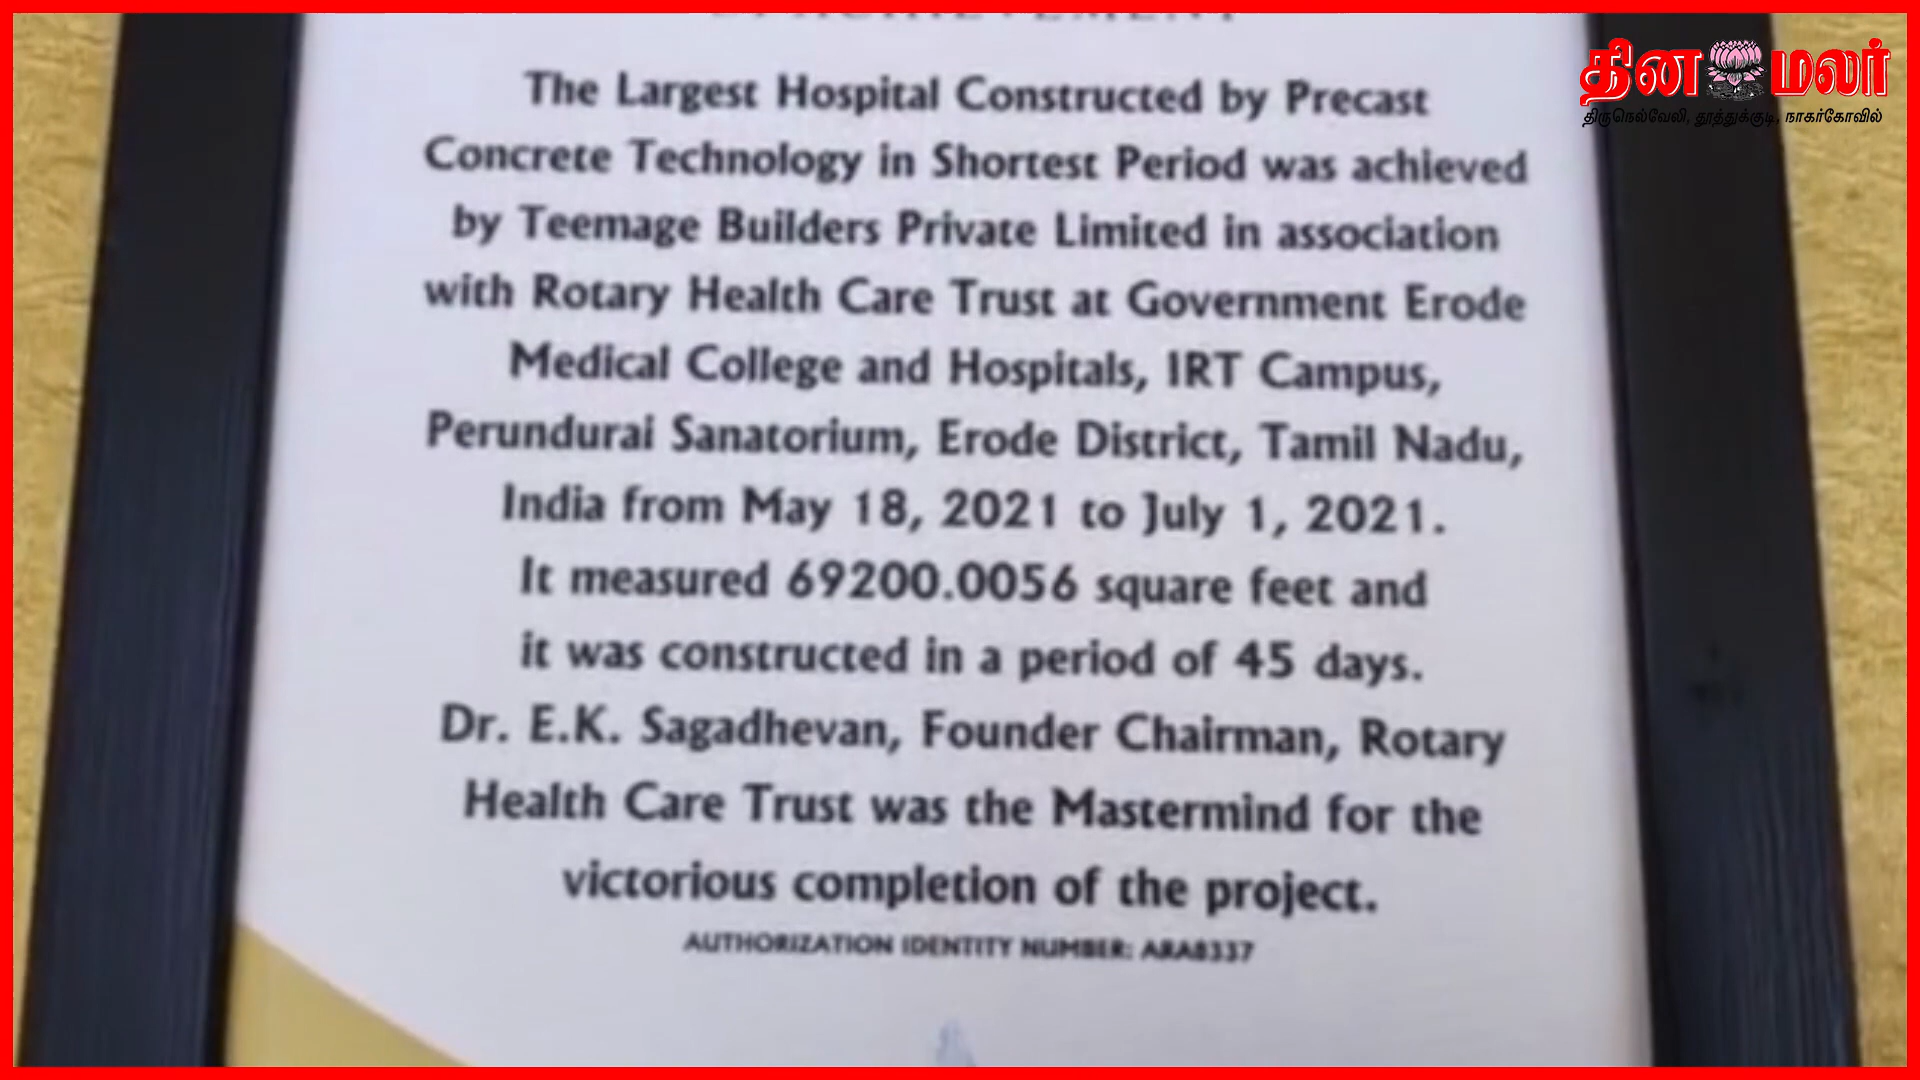 ACHIEVEMENT
The Largest Hospital Constructed by Precast
Concrete Technology in Shortest Period was achieved
by Teemage Builders Private Limited in association
with Rotary Health Care Trust at Government Erode
Medical College and Hospitals, IRT Campus,
Perundurai Sanatorium, Erode District, Tamil Nadu,
India from May 18, 2021 to July 1, 2021.
It measured 69200.0056 square feet and
it was constructed in a period of 45 days.
Dr. E.K. Sagadhevan, Founder Chairman, Rotary
Health Care Trust was the Mastermind for the
victorious completion of the project.
AUTHORIZATION IDENTITY NUMBER: ARA8337
தினமலர்
திருநெல்வேலி, தூத்துக்குடி, நாகர்கோவில்